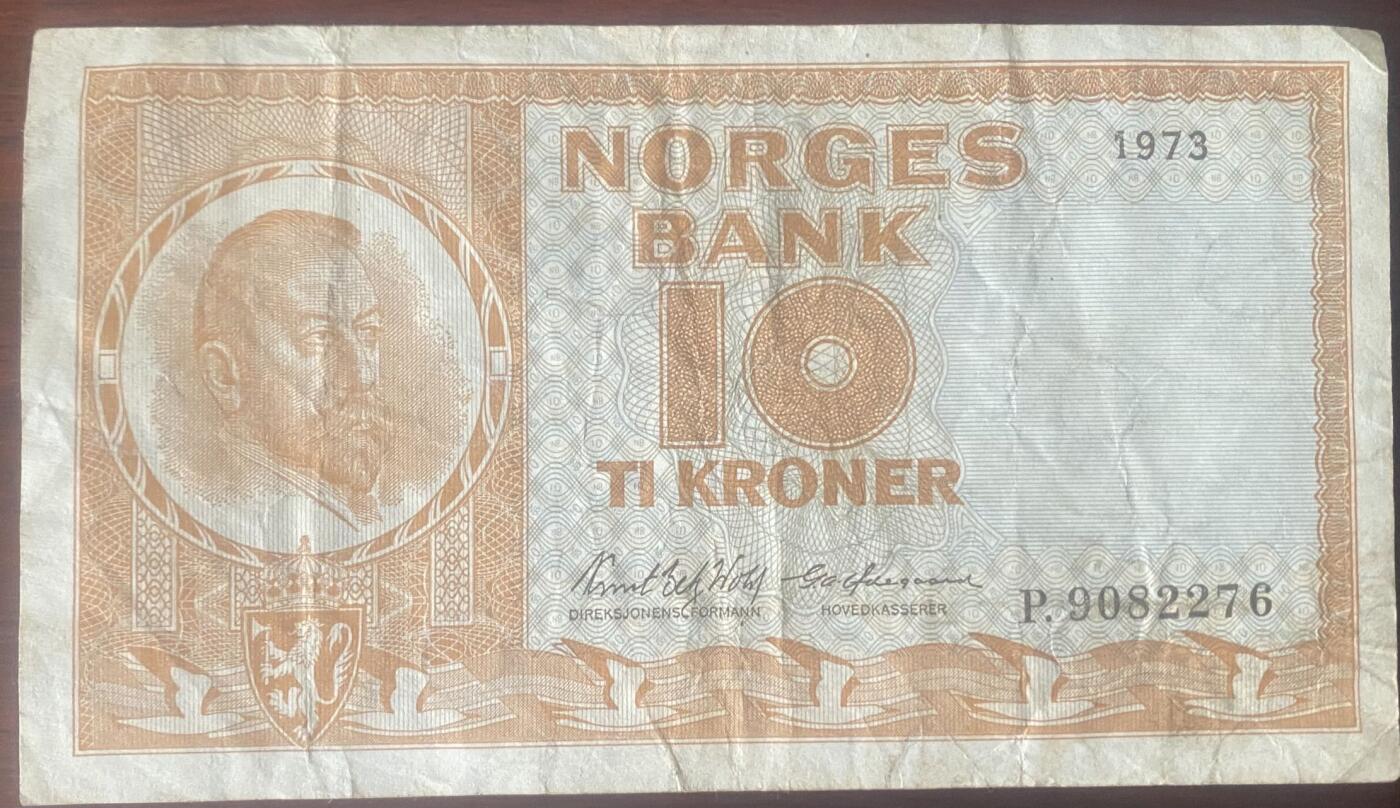 NORGES
1973
BANK
10
TI KRONER
DIREKSJONENS FORMANN
HOVEDKASSERER
P. 9082276